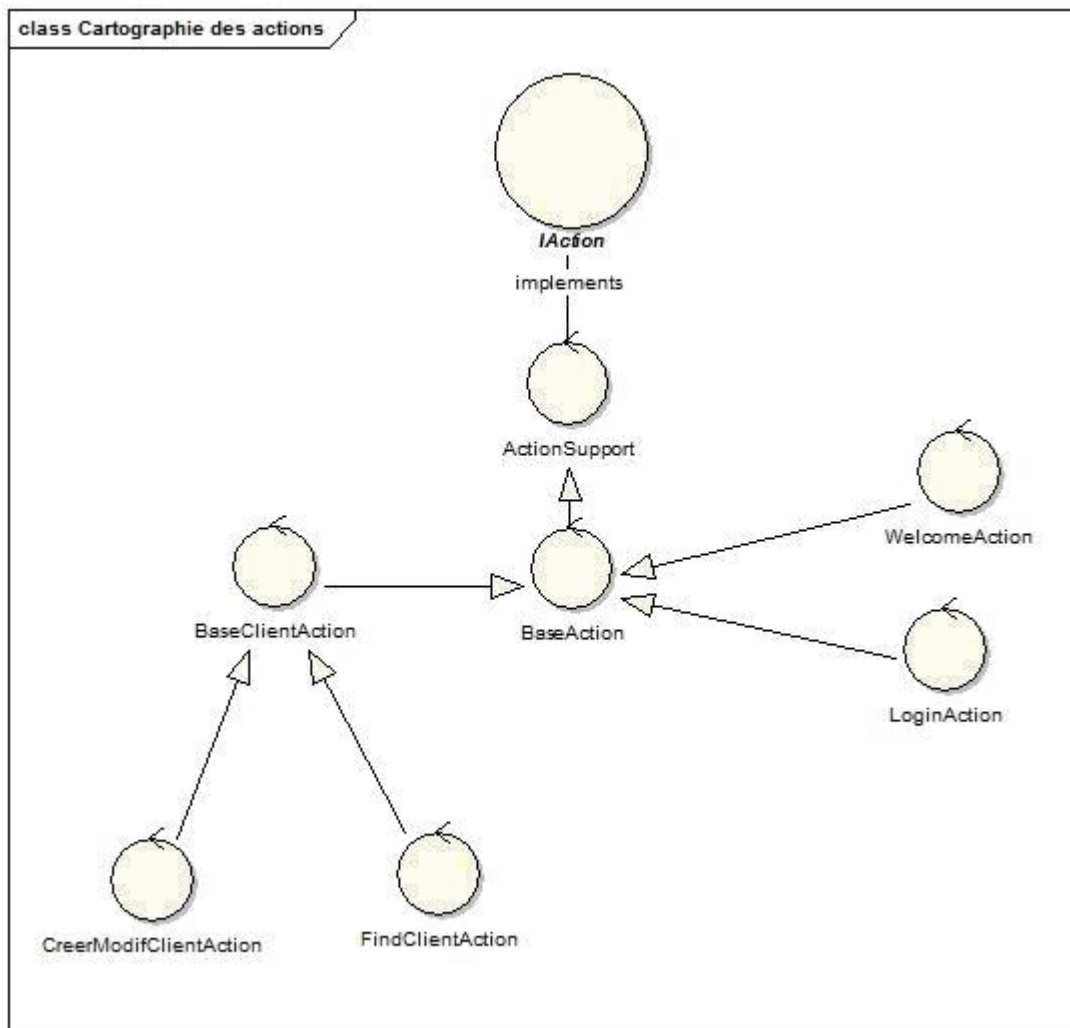 class Cartographie des actions
IAction
implements
ActionSupport
WelcomeAction
BaseClientAction
BaseAction
LoginAction
CreerModifClientAction
FindClientAction